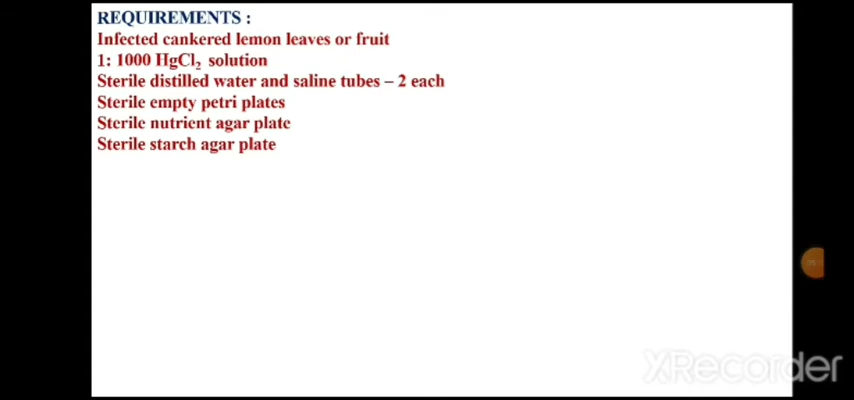 REQUIREMENTS :
Infected cankered lemon leaves or fruit
1: 1000 HgCl₂ solution
Sterile distilled water and saline tubes – 2 each
Sterile empty petri plates
Sterile nutrient agar plate
Sterile starch agar plate
XRecorder